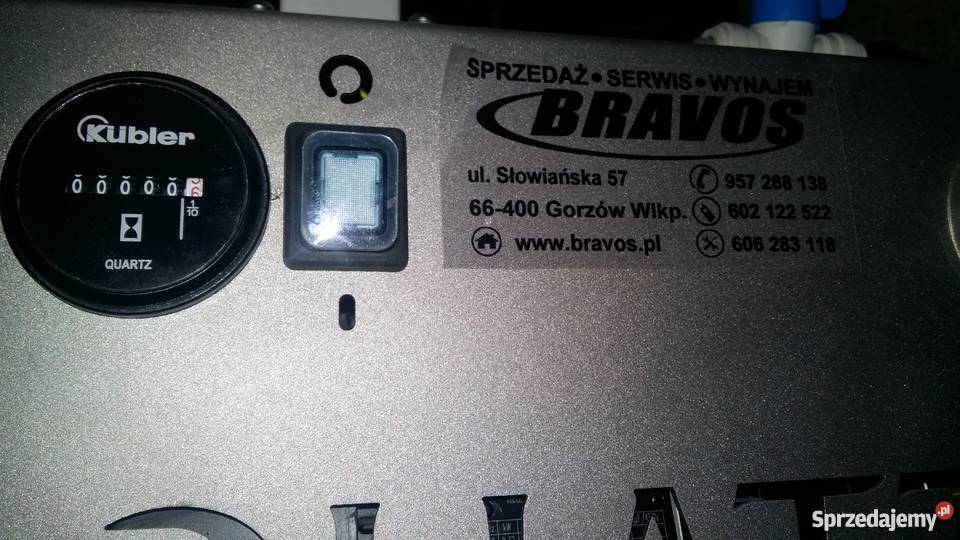 SPRZEDAŻ • SERWIS • WYNAJEM
BRAVOS
ul. Słowiańska 57
957 288 138
66-400 Gorzów Wlkp.
602 122 522
www.bravos.pl
606 283 118
Kübler
0 0 0 0 0
1/10
QUARTZ
Sprzedajemy.pl